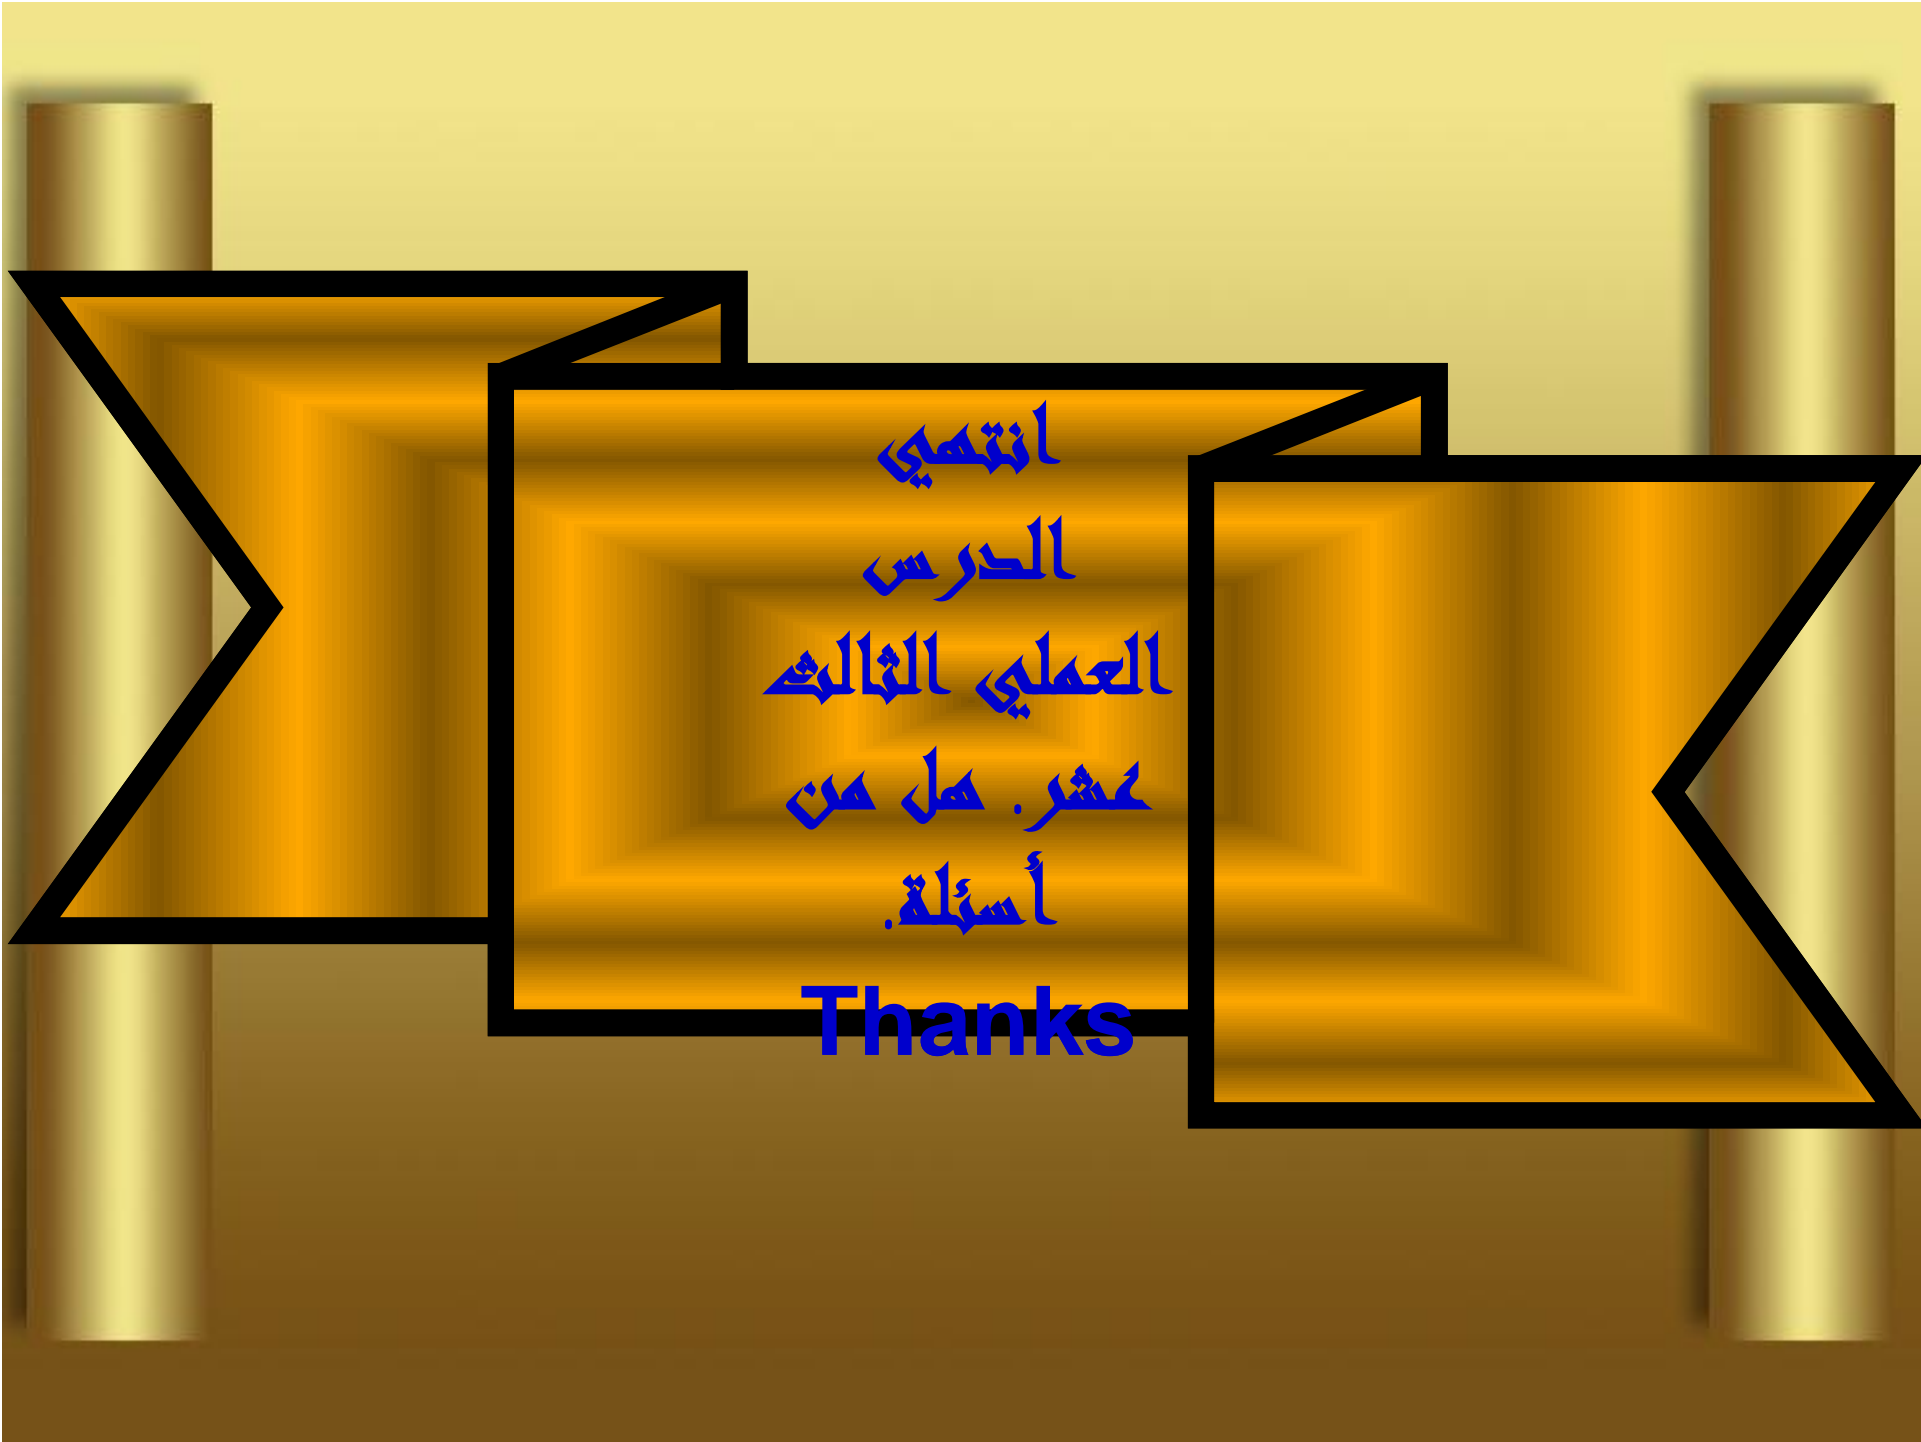 انتهي
الدرس
العملي الثالث
عشر. هل من
أسئلة.
Thanks